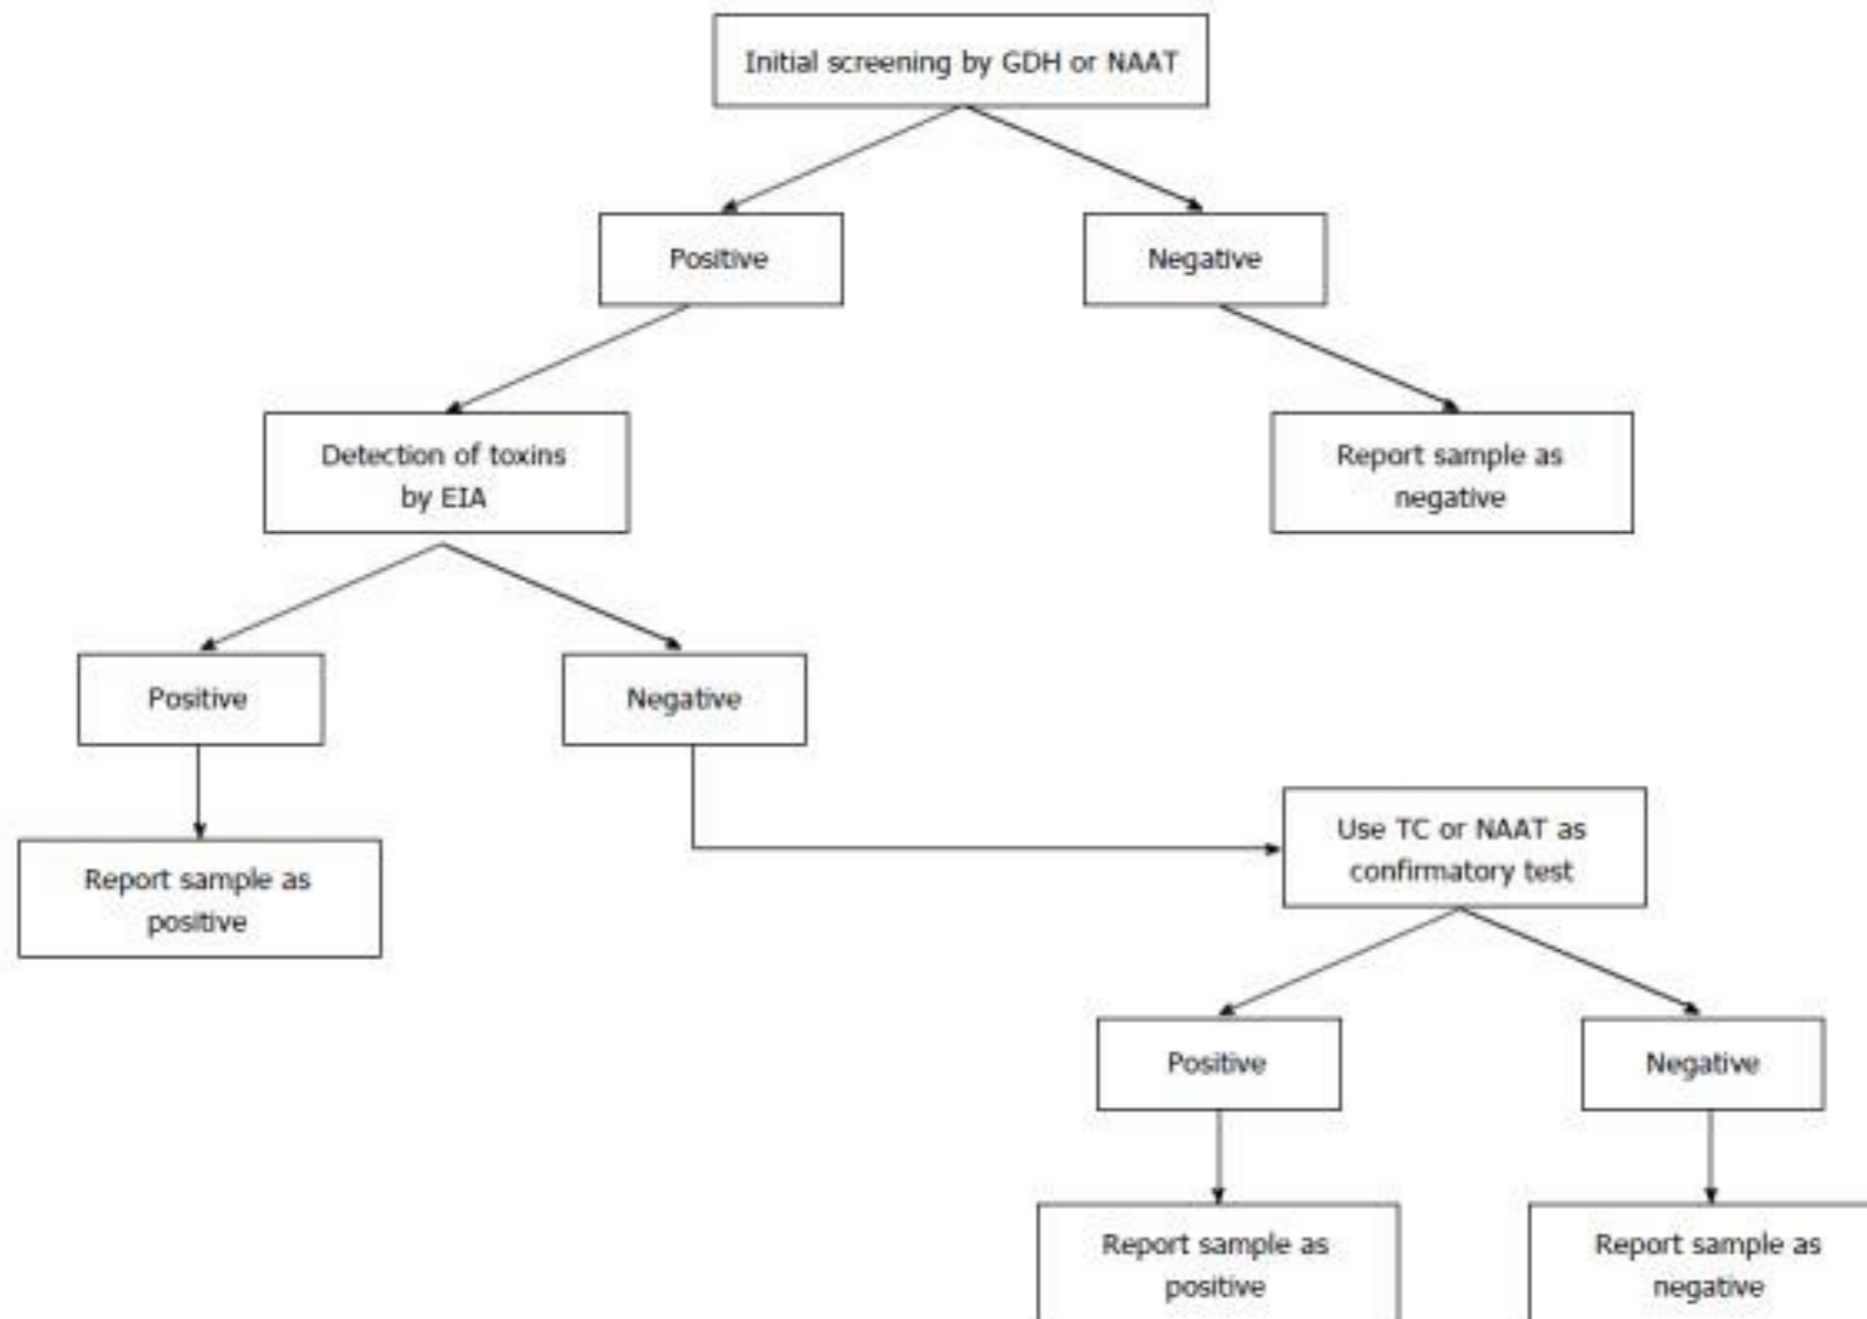 Initial screening by GDH or NAAT
Positive
Negative
Detection of toxins
by EIA
Report sample as
negative
Positive
Negative
Report sample as
positive
Use TC or NAAT as
confirmatory test
Positive
Negative
Report sample as
positive
Report sample as
negative